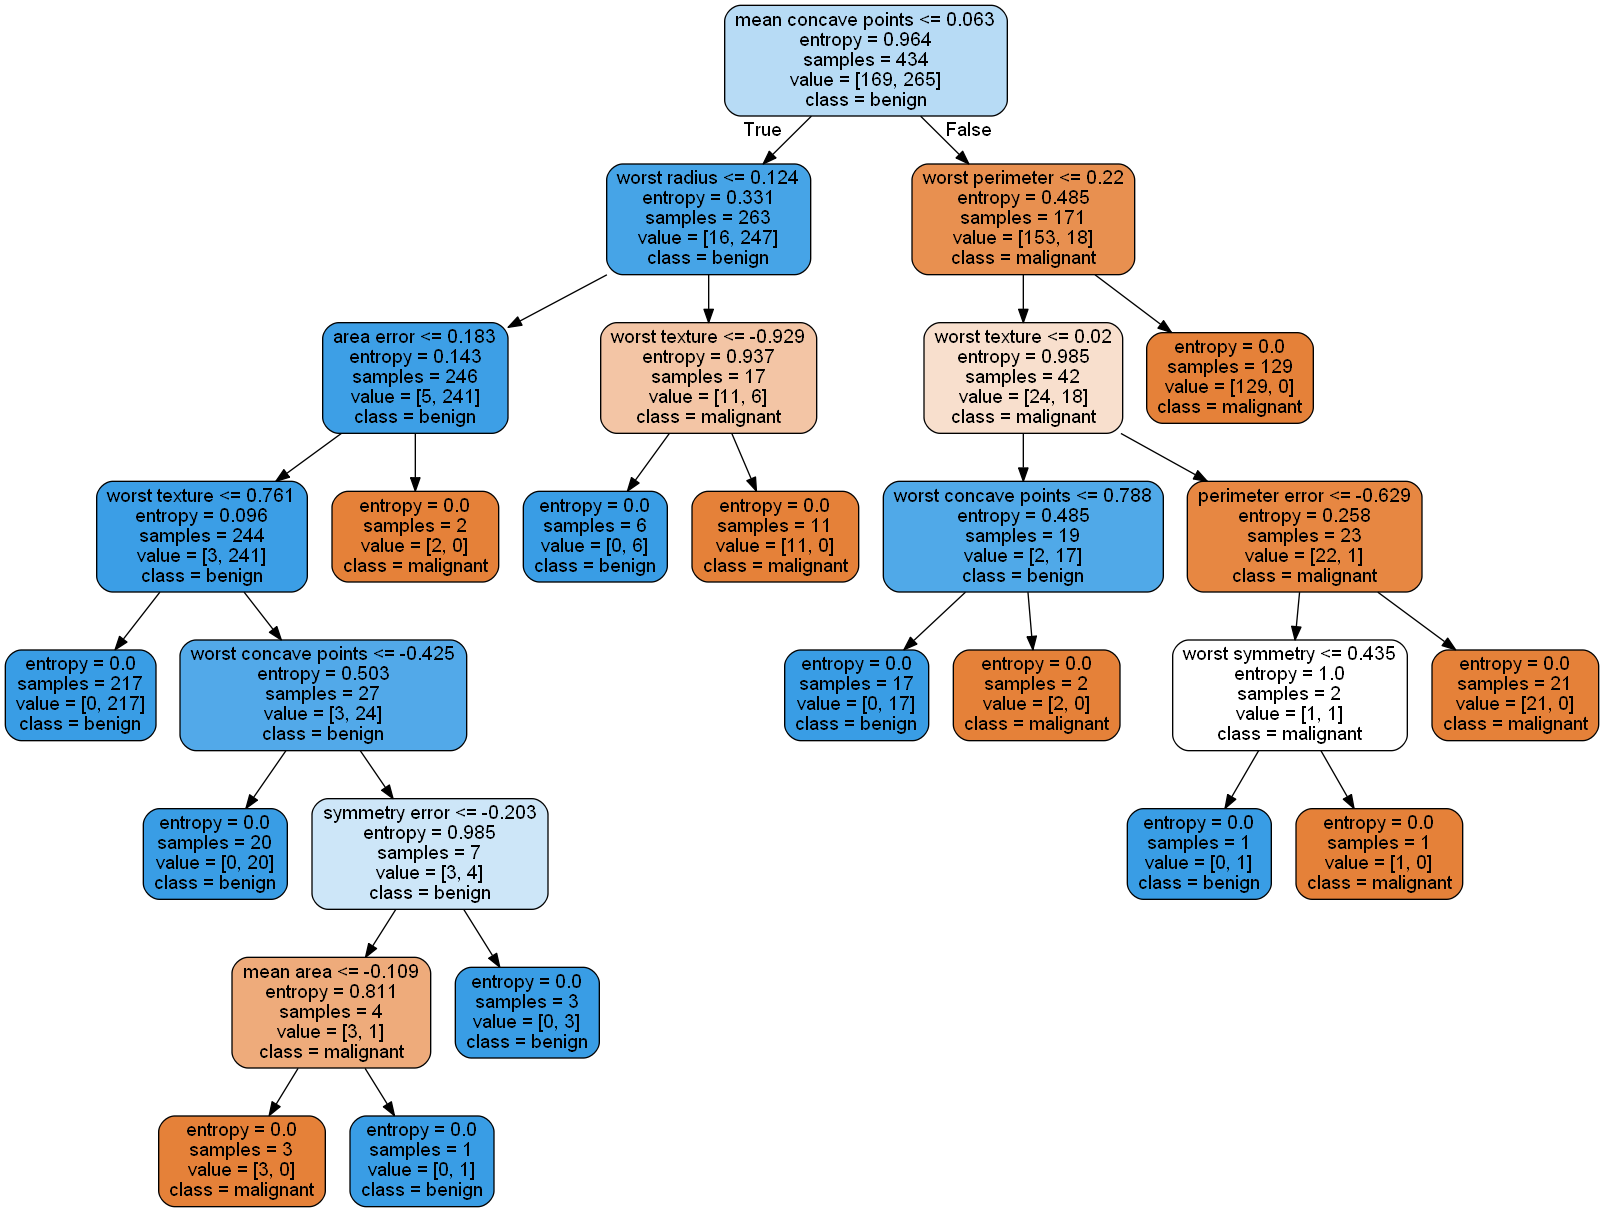 mean concave points <= 0.063
entropy = 0.964
samples = 434
value = [169, 265]
class = benign
True
False
worst radius <= 0.124
entropy = 0.331
samples = 263
value = [16, 247]
class = benign
worst perimeter <= 0.22
entropy = 0.485
samples = 171
value = [153, 18]
class = malignant
area error <= 0.183
entropy = 0.143
samples = 246
value = [5, 241]
class = benign
worst texture <= -0.929
entropy = 0.937
samples = 17
value = [11, 6]
class = malignant
worst texture <= 0.02
entropy = 0.985
samples = 42
value = [24, 18]
class = malignant
entropy = 0.0
samples = 129
value = [129, 0]
class = malignant
worst texture <= 0.761
entropy = 0.096
samples = 244
value = [3, 241]
class = benign
entropy = 0.0
samples = 2
value = [2, 0]
class = malignant
entropy = 0.0
samples = 6
value = [0, 6]
class = benign
entropy = 0.0
samples = 11
value = [11, 0]
class = malignant
worst concave points <= 0.788
entropy = 0.485
samples = 19
value = [2, 17]
class = benign
perimeter error <= -0.629
entropy = 0.258
samples = 23
value = [22, 1]
class = malignant
entropy = 0.0
samples = 217
value = [0, 217]
class = benign
worst concave points <= -0.425
entropy = 0.503
samples = 27
value = [3, 24]
class = benign
entropy = 0.0
samples = 17
value = [0, 17]
class = benign
entropy = 0.0
samples = 2
value = [2, 0]
class = malignant
worst symmetry <= 0.435
entropy = 1.0
samples = 2
value = [1, 1]
class = malignant
entropy = 0.0
samples = 21
value = [21, 0]
class = malignant
entropy = 0.0
samples = 20
value = [0, 20]
class = benign
symmetry error <= -0.203
entropy = 0.985
samples = 7
value = [3, 4]
class = benign
entropy = 0.0
samples = 1
value = [0, 1]
class = benign
entropy = 0.0
samples = 1
value = [1, 0]
class = malignant
mean area <= -0.109
entropy = 0.811
samples = 4
value = [3, 1]
class = malignant
entropy = 0.0
samples = 3
value = [0, 3]
class = benign
entropy = 0.0
samples = 3
value = [3, 0]
class = malignant
entropy = 0.0
samples = 1
value = [0, 1]
class = benign